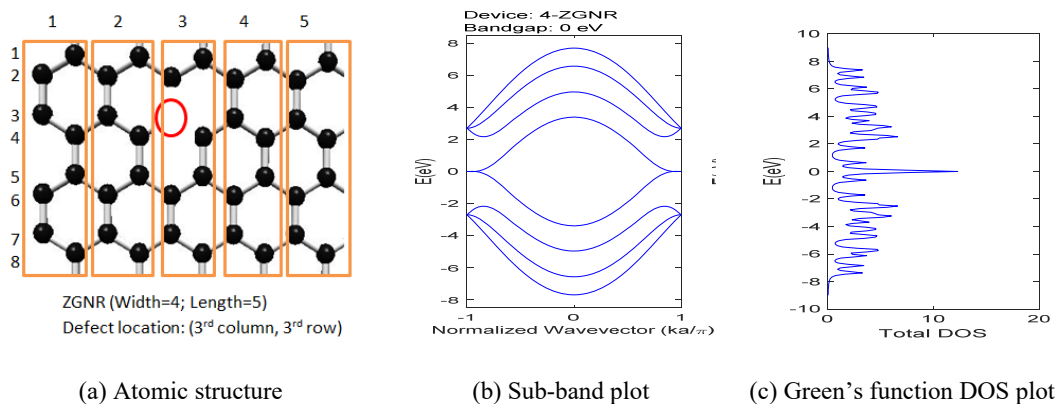 1 2 3 4 5
1
2
3
4
5
6
7
8
ZGNR (Width=4; Length=5)
Defect location: (3rd column, 3rd row)
(a) Atomic structure
Device: 4-ZGNR
Bandgap: 0 eV
8
6
4
2
0
-2
-4
-6
-8
E(eV)
-1 0 1
Normalized Wavevector (ka/π)
(b) Sub-band plot
10
8
6
4
2
0
-2
-4
-6
-8
-10
E(eV)
0 10 20
Total DOS
(c) Green’s function DOS plot